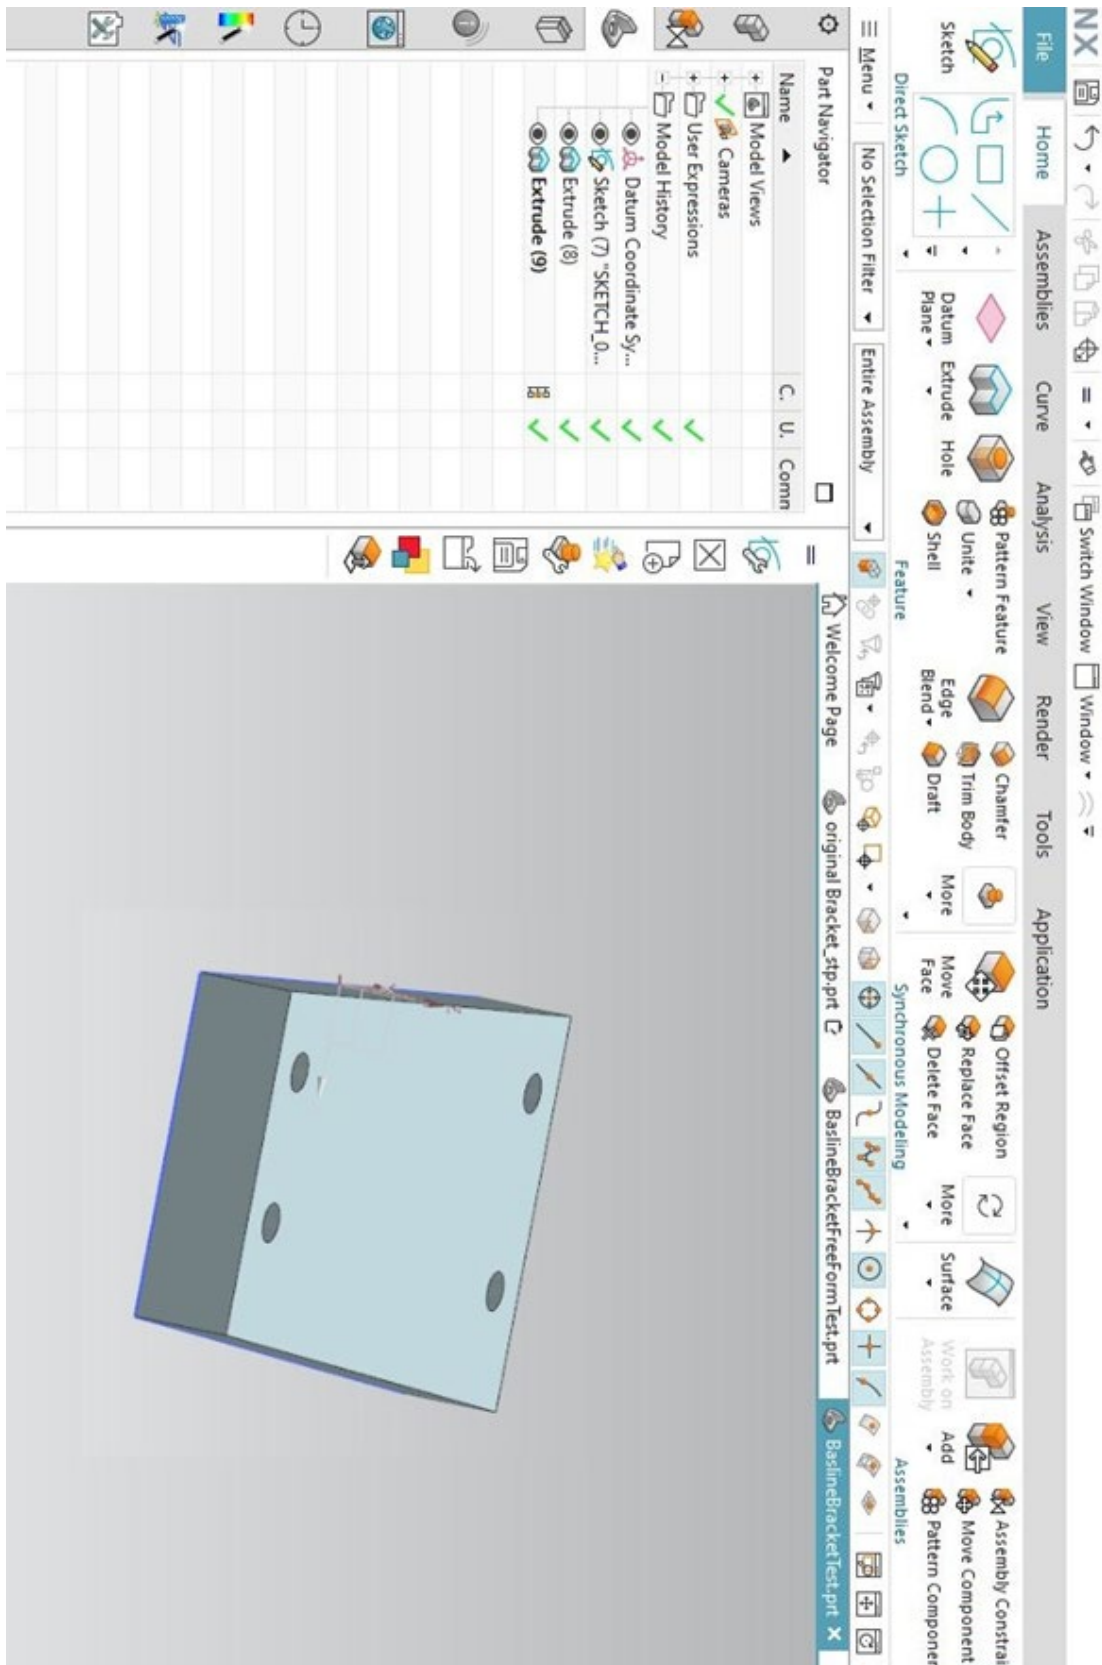 NX
Switch Window
Window
File
Home
Assemblies
Curve
Analysis
View
Render
Tools
Application
Sketch
Direct Sketch
Datum
Plane
Extrude
Hole
Pattern Feature
Unite
Shell
Feature
Edge
Blend
Chamfer
Trim Body
Draft
More
Move
Face
Offset Region
Replace Face
Delete Face
Synchronous Modeling
More
Surface
Work on
Assembly
Add
Assembly Constrai
Move Component
Pattern Componer
Assemblies
Menu
No Selection Filter
Entire Assembly
Part Navigator
Name
C.
U.
Comn
Model Views
Cameras
User Expressions
Model History
Datum Coordinate Sy...
Sketch (7) "SKETCH_0...
Extrude (8)
Extrude (9)
Welcome Page
original Bracket_stp.prt
BaslineBracketFreeFormTest.prt
BaslineBracketTest.prt